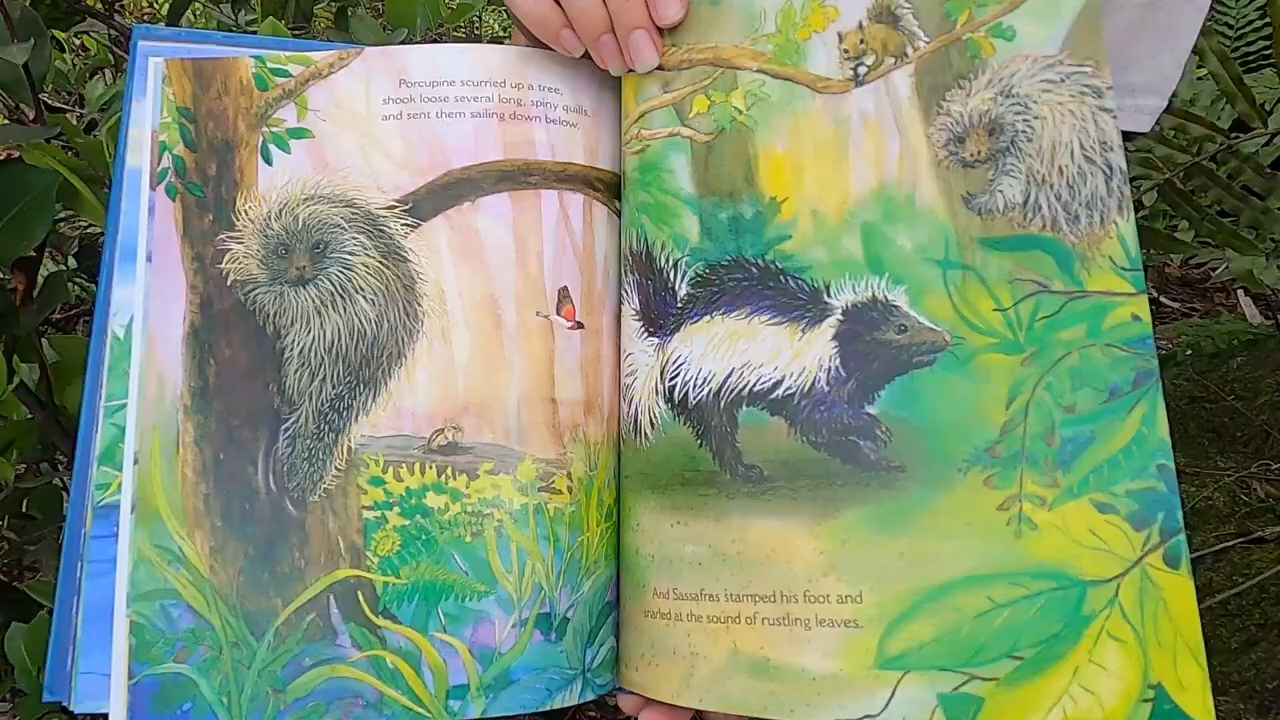 Porcupine scurried up a tree,
shook loose several long, spiny quills,
and sent them sailing down below.
And Sassafras stamped his foot and
snarled at the sound of rustling leaves.